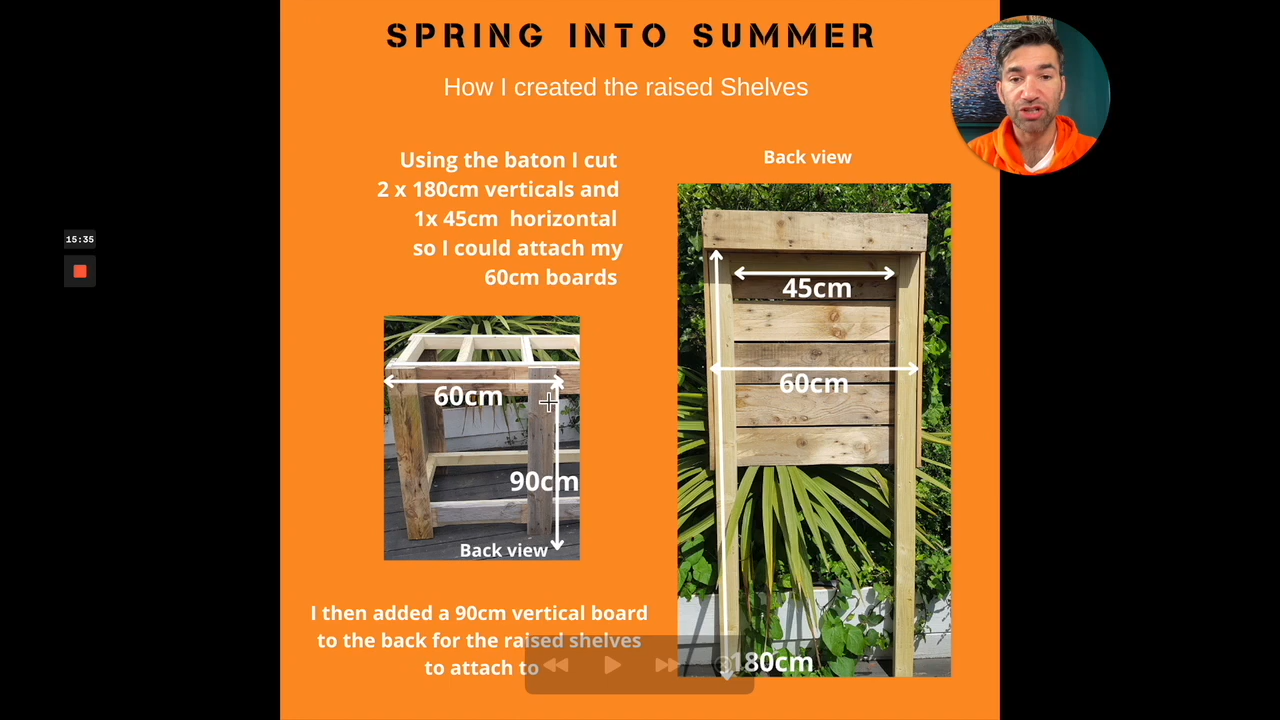 SPRING INTO SUMMER
How I created the raised Shelves
Using the baton I cut
2 x 180cm verticals and
1x 45cm horizontal
so I could attach my
60cm boards
Back view
15:35
45cm
60cm
60cm
90cm
Back view
I then added a 90cm vertical board
to the back for the raised shelves
to attach to
180cm